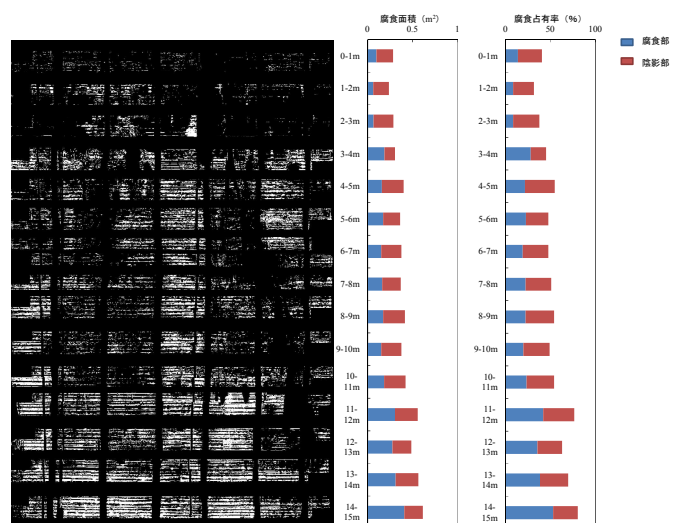 腐食面積（m²）
0 0.5 1
腐食占有率（%）
0 50 100
腐食部
陰影部
0-1m
1-2m
2-3m
3-4m
4-5m
5-6m
6-7m
7-8m
8-9m
9-10m
10-
11m
11-
12m
12-
13m
13-
14m
14-
15m
0-1m
1-2m
2-3m
3-4m
4-5m
5-6m
6-7m
7-8m
8-9m
9-10m
10-
11m
11-
12m
12-
13m
13-
14m
14-
15m